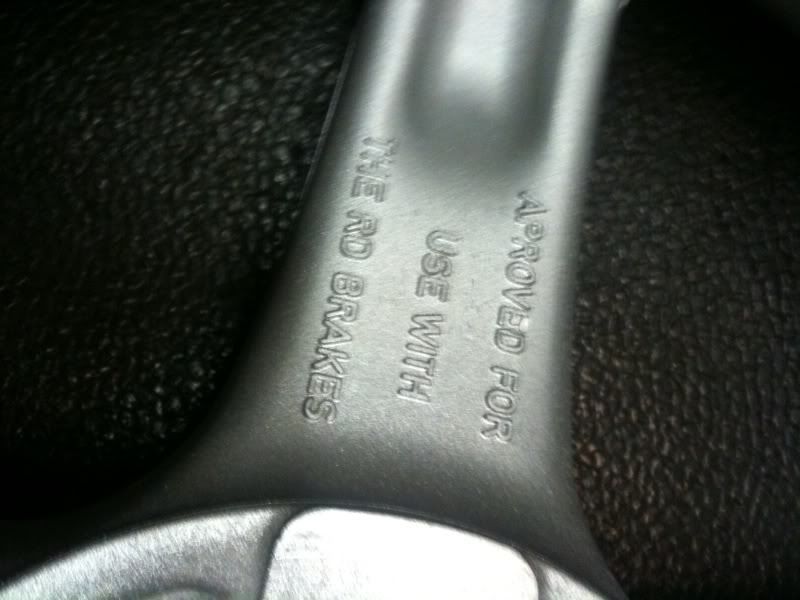 APROVED FOR
USE WITH
THE RD BRAKES